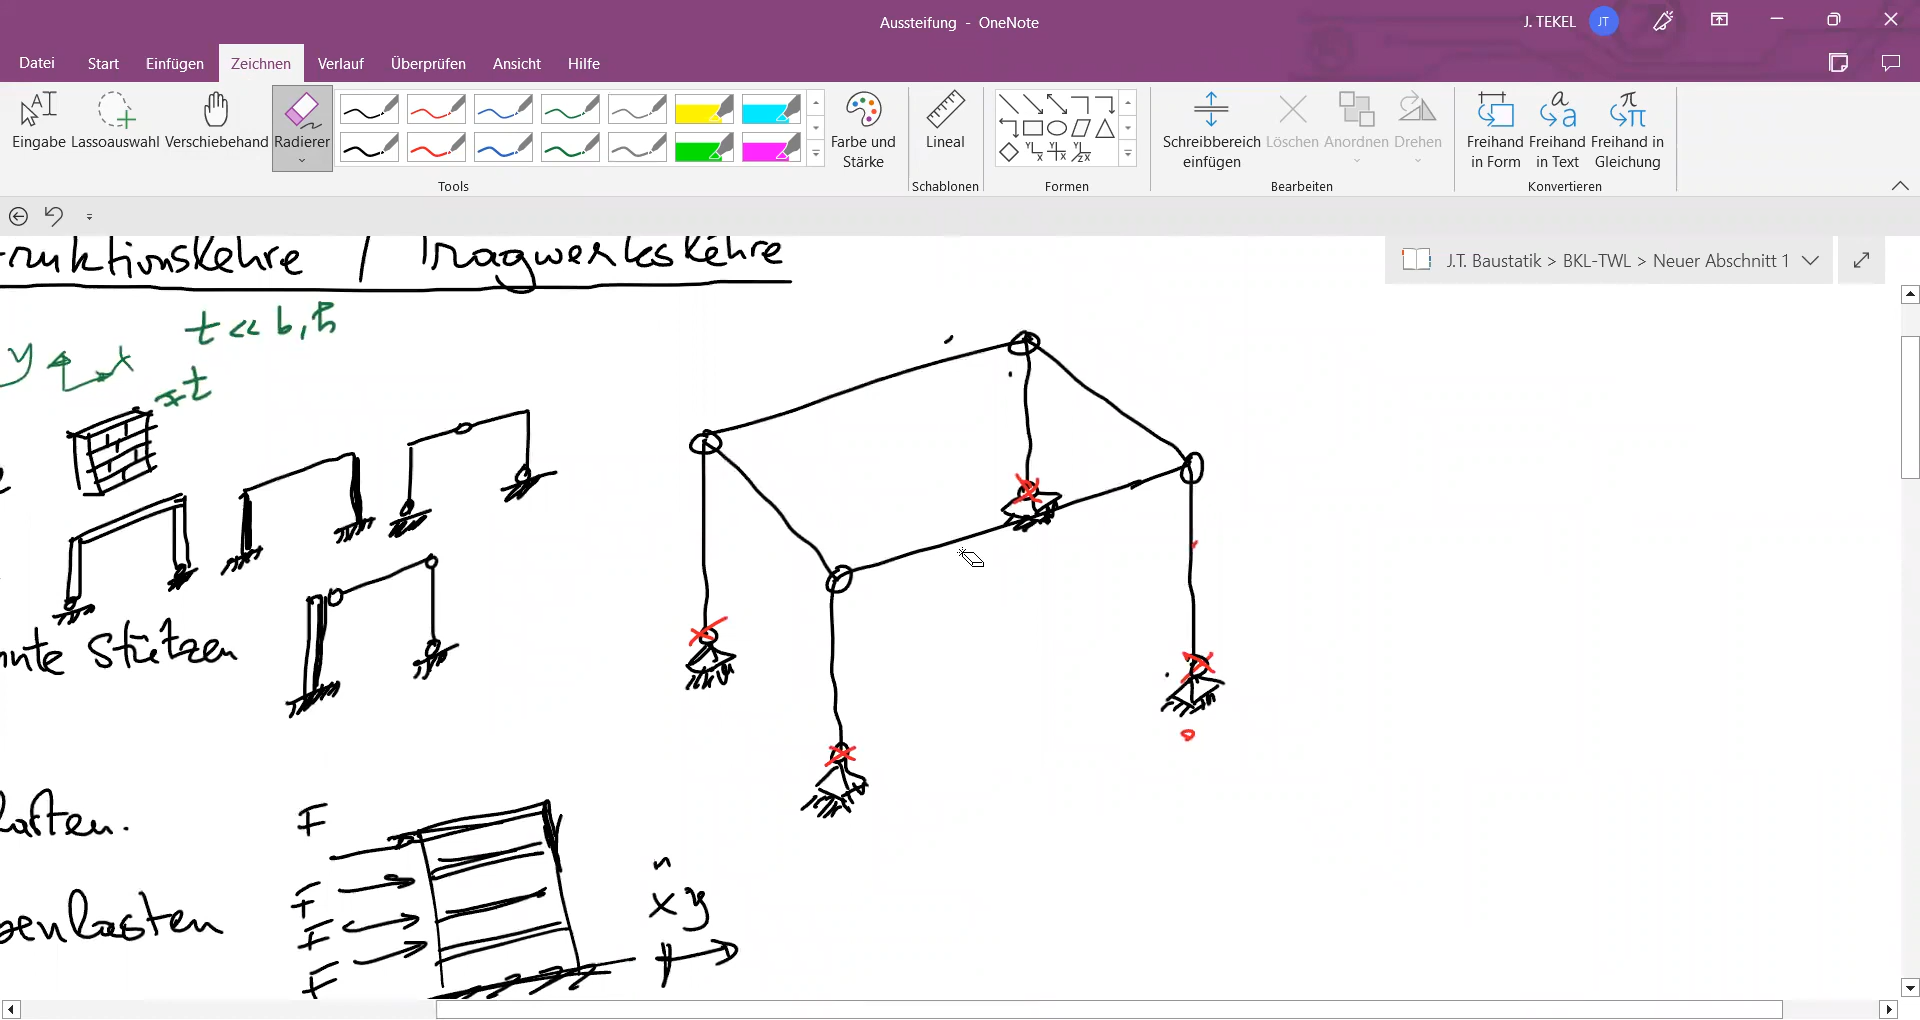 Aussteifung - OneNote
J. TEKEL
JT
Datei Start Einfügen Zeichnen Verlauf Überprüfen Ansicht Hilfe
Eingabe Lassoauswahl Verschiebehand Radierer
Farbe und Stärke
Lineal
Schreibbereich einfügen
Löschen Anordnen Drehen
Freihand in Form
Freihand in Text
Freihand in Gleichung
Tools
Schablonen
Formen
Bearbeiten
Konvertieren
J.T. Baustatik > BKL-TWL > Neuer Abschnitt 1
ruktionslehre / Tragwerkslehre
t << b, h
y x
t
nnte Stützen
F
aften.
F
F
F
enlasten
x y